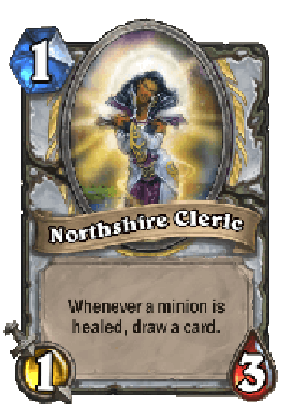 1
Northshire Cleric
Whenever a minion is
healed, draw a card.
1
3